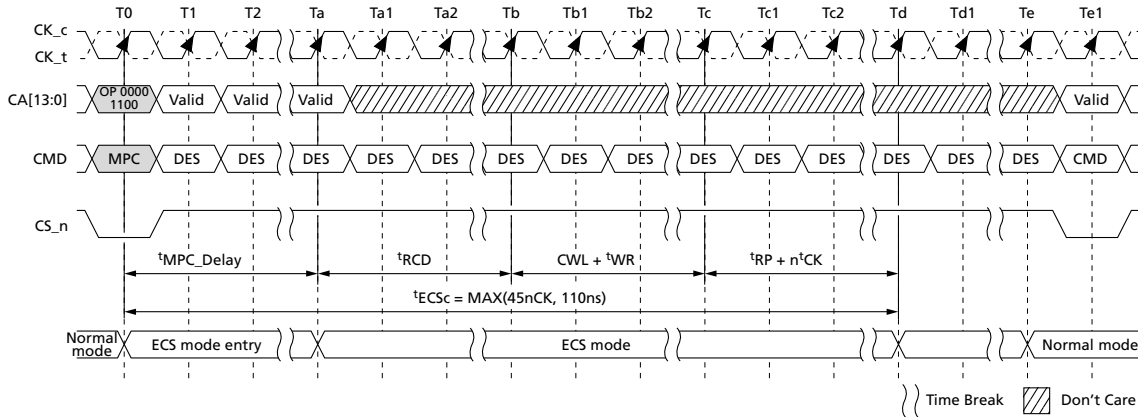 T0 T1 T2 Ta Ta1 Ta2 Tb Tb1 Tb2 Tc Tc1 Tc2 Td Td1 Te Te1
CK_c
CK_t
CA[13:0] OP 0000 1100 Valid Valid Valid Valid
CMD MPC DES DES DES DES DES DES DES DES DES DES DES DES DES DES CMD
CS_n
tMPC_Delay tRCD CWL + tWR tRP + ntCK
tECSc = MAX(45nCK, 110ns)
Normal mode ECS mode entry ECS mode Normal mode
Time Break Don't Care